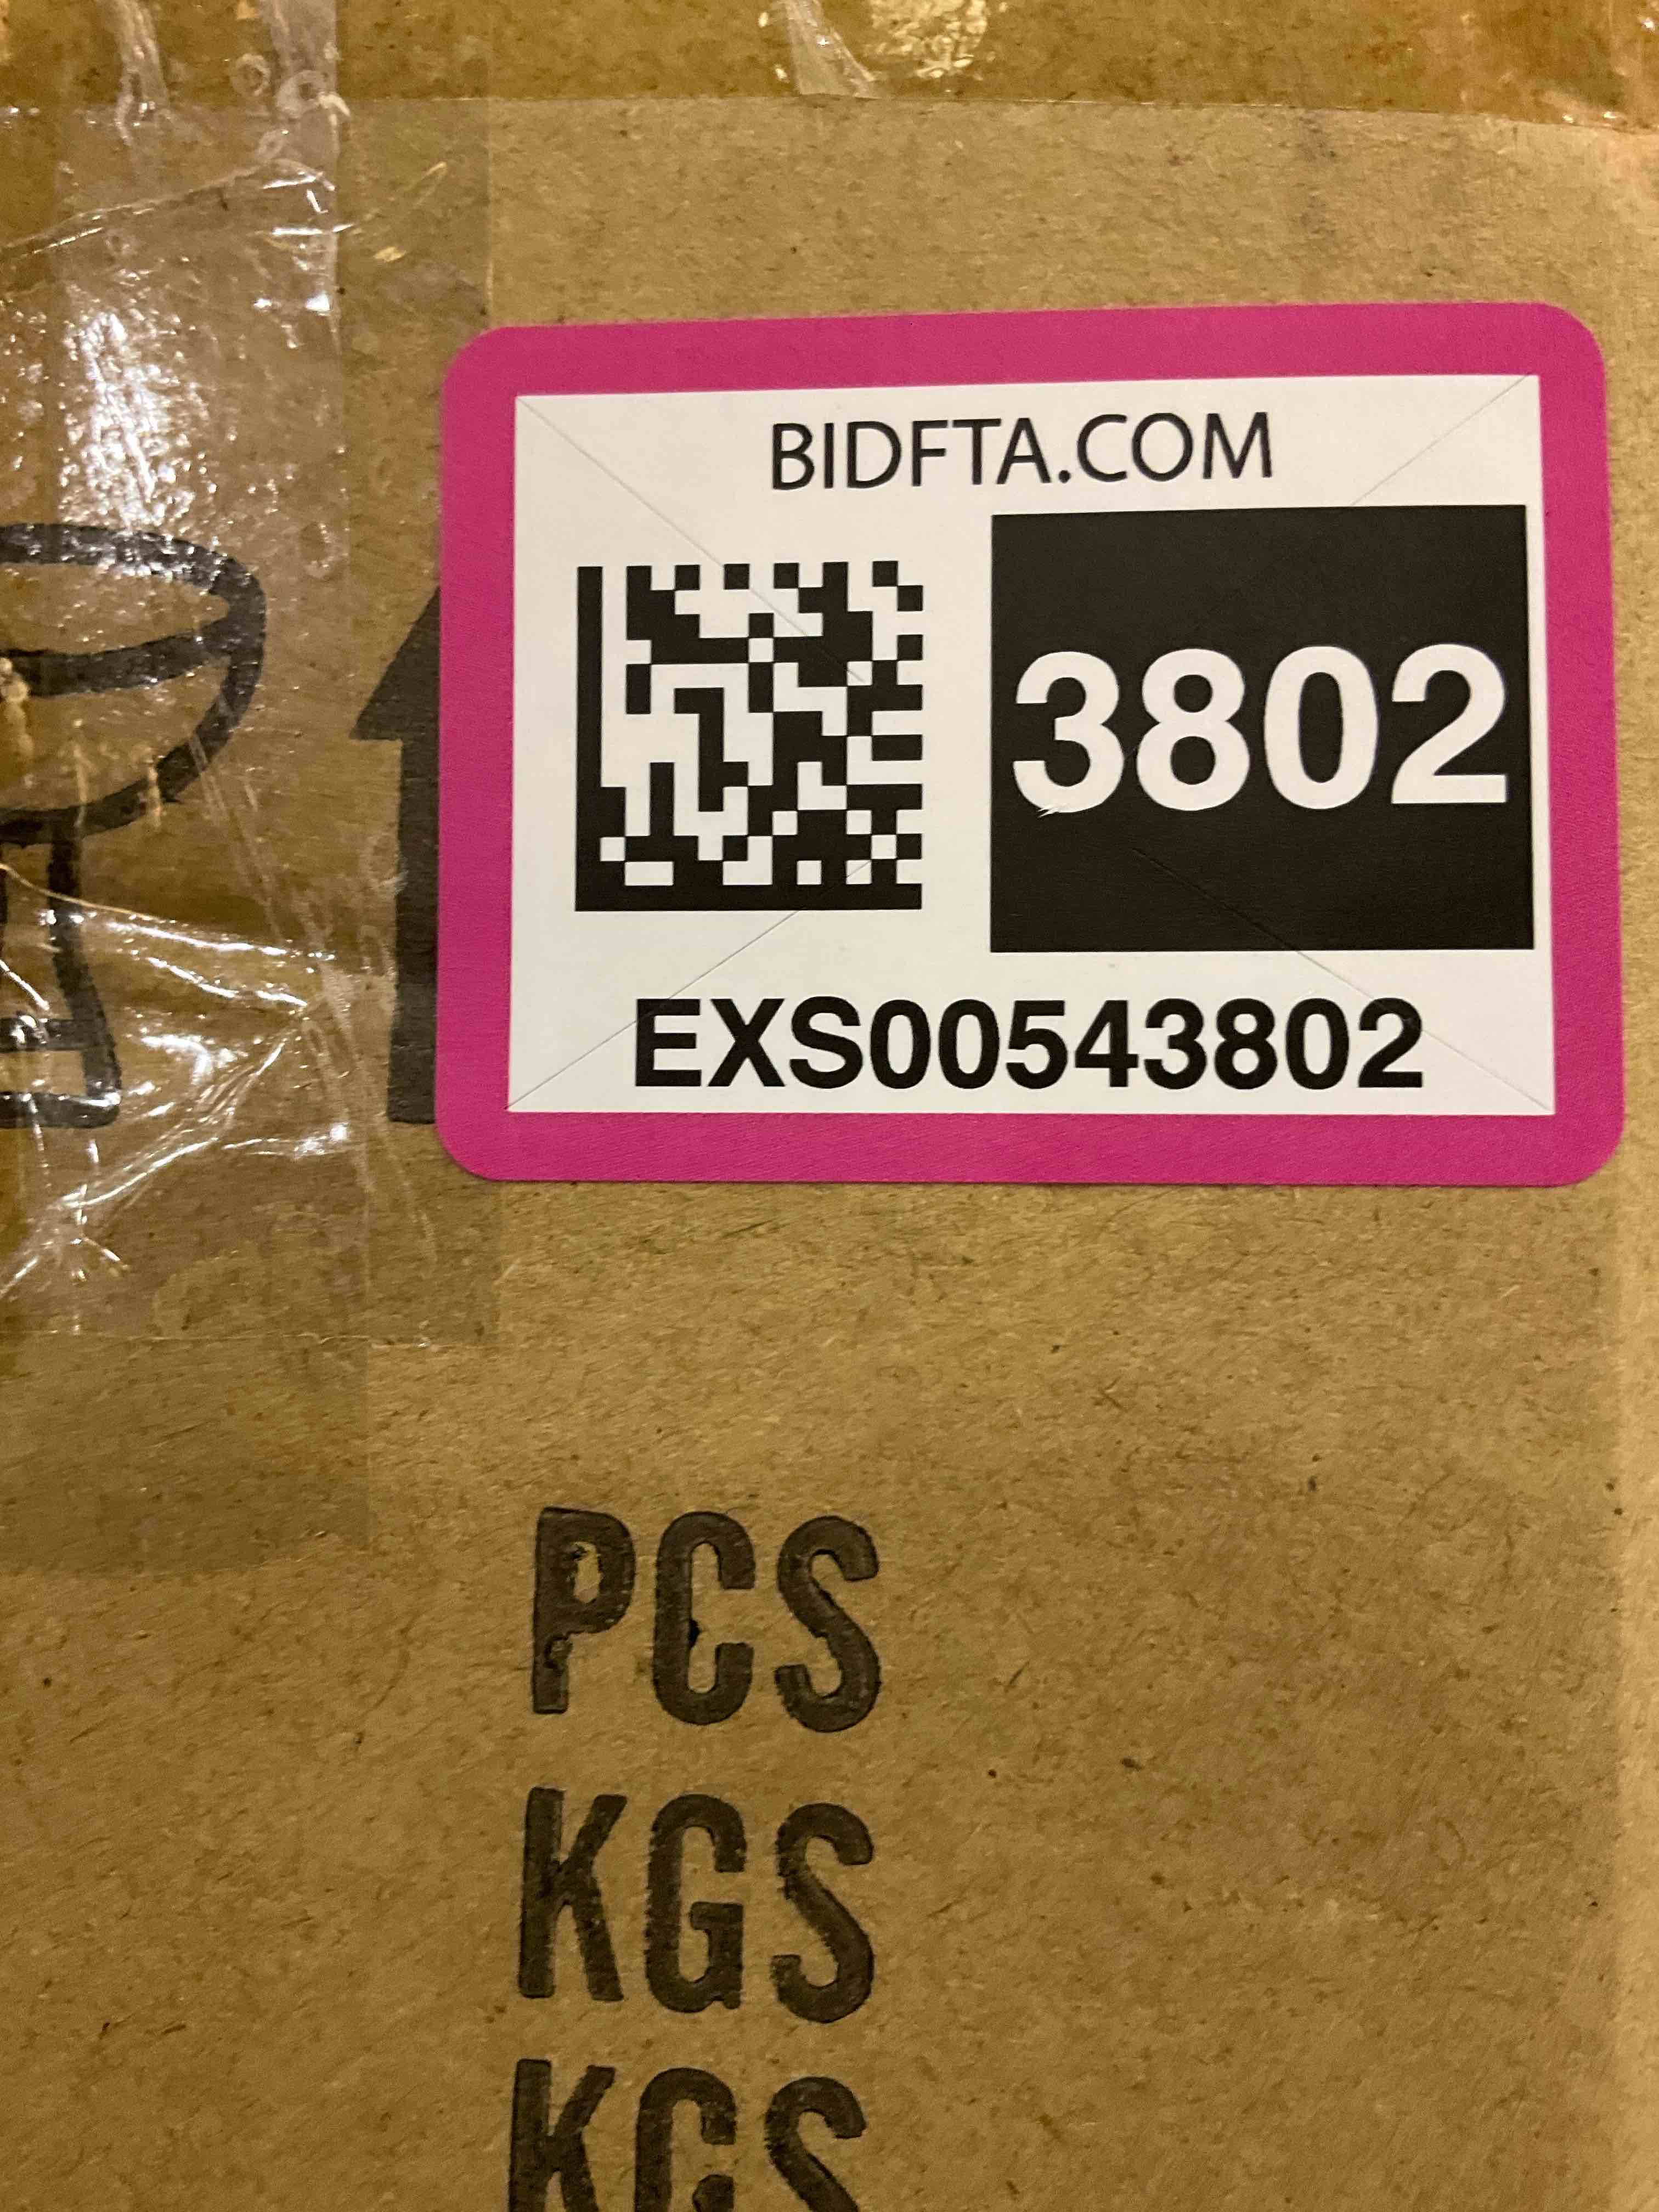 BIDFTA.COM
3802
EXS00543802
PCS
KGS
KGS